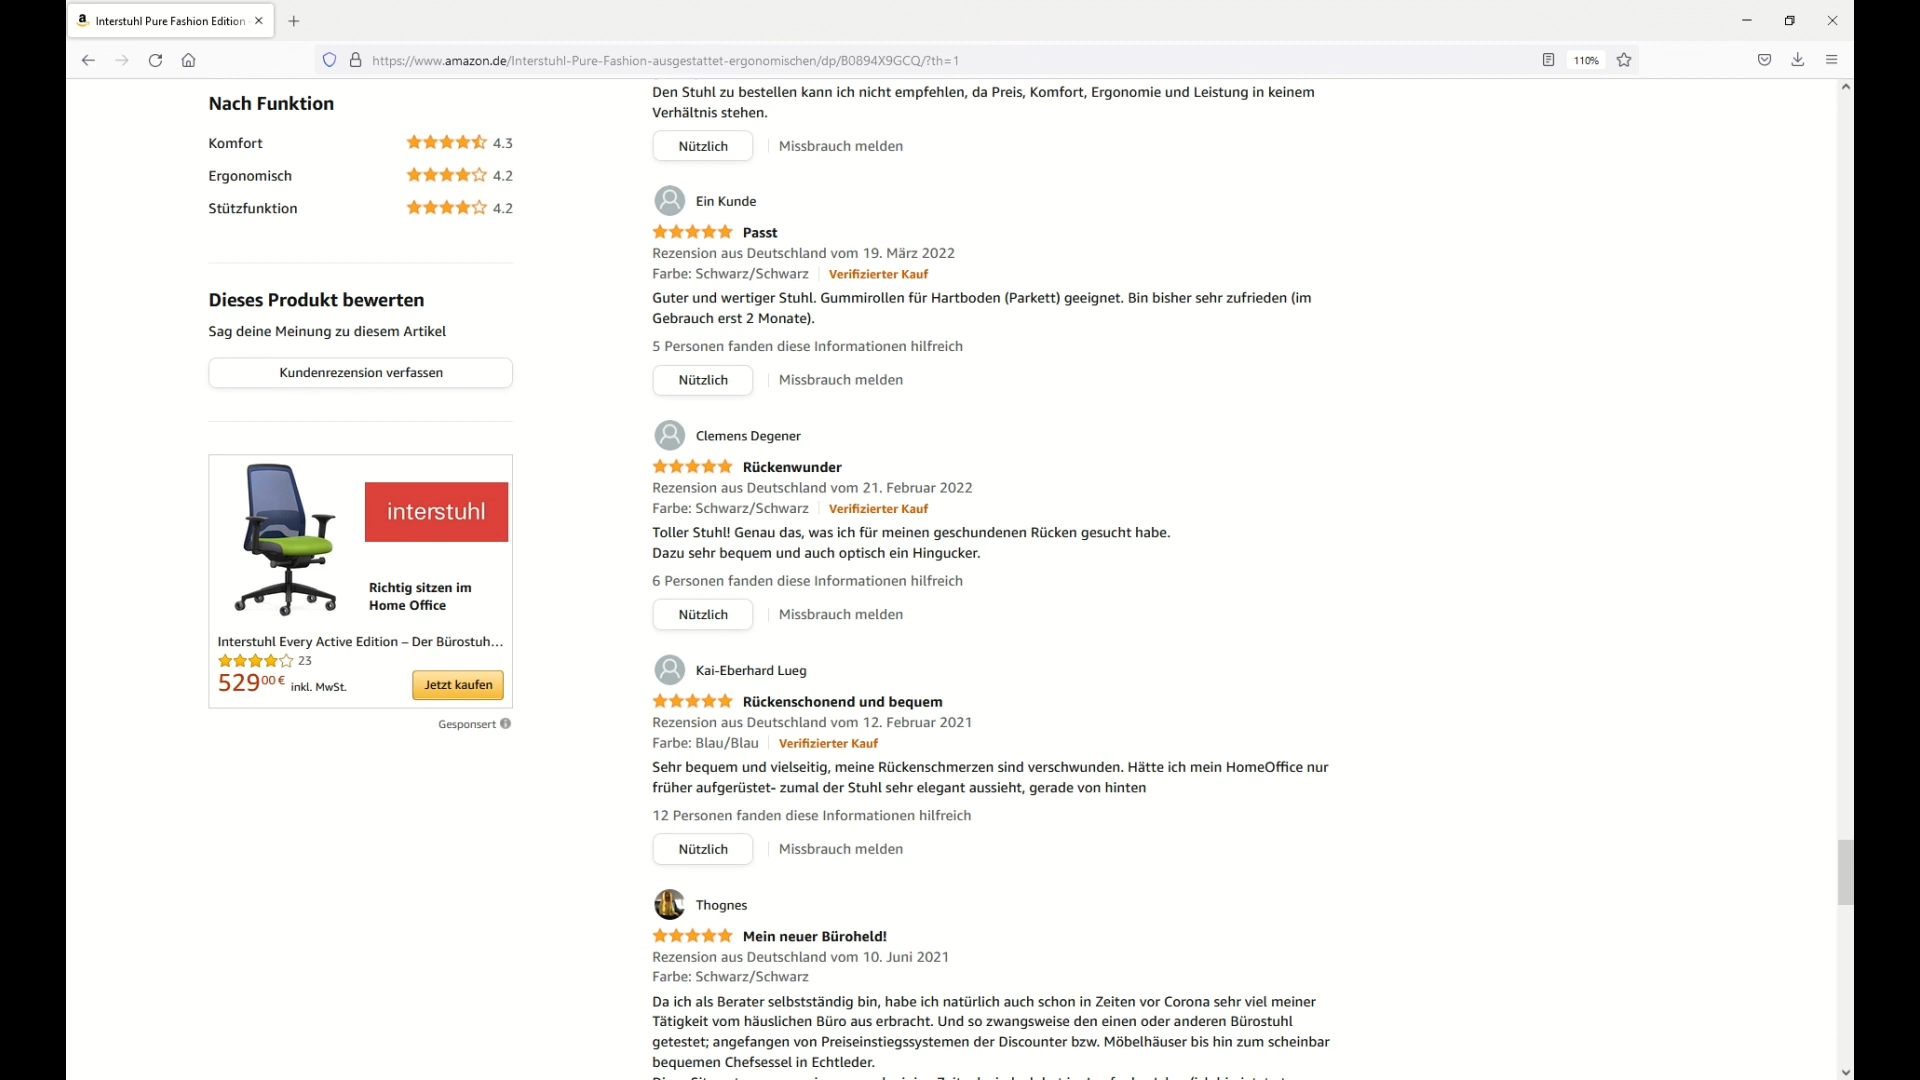 Interstuhl Pure Fashion Edition
https://www.amazon.de/Interstuhl-Pure-Fashion-ausgestattet-ergonomischen/dp/B0894X9GCQ/?th=1
110%
Nach Funktion
Komfort 4.3
Ergonomisch 4.2
Stützfunktion 4.2
Dieses Produkt bewerten
Sag deine Meinung zu diesem Artikel
Kundenrezension verfassen
interstuhl
Richtig sitzen im
Home Office
Interstuhl Every Active Edition – Der Bürostuh...
23
529 00 € inkl. MwSt.
Jetzt kaufen
Gesponsert
Den Stuhl zu bestellen kann ich nicht empfehlen, da Preis, Komfort, Ergonomie und Leistung in keinem
Verhältnis stehen.
Nützlich Missbrauch melden
Ein Kunde
Passt
Rezension aus Deutschland vom 19. März 2022
Farbe: Schwarz/Schwarz Verifizierter Kauf
Guter und wertiger Stuhl. Gummirollen für Hartboden (Parkett) geeignet. Bin bisher sehr zufrieden (im
Gebrauch erst 2 Monate).
5 Personen fanden diese Informationen hilfreich
Nützlich Missbrauch melden
Clemens Degener
Rückenwunder
Rezension aus Deutschland vom 21. Februar 2022
Farbe: Schwarz/Schwarz Verifizierter Kauf
Toller Stuhl! Genau das, was ich für meinen geschundenen Rücken gesucht habe.
Dazu sehr bequem und auch optisch ein Hingucker.
6 Personen fanden diese Informationen hilfreich
Nützlich Missbrauch melden
Kai-Eberhard Lueg
Rückenschonend und bequem
Rezension aus Deutschland vom 12. Februar 2021
Farbe: Blau/Blau Verifizierter Kauf
Sehr bequem und vielseitig, meine Rückenschmerzen sind verschwunden. Hätte ich mein HomeOffice nur
früher aufgerüstet- zumal der Stuhl sehr elegant aussieht, gerade von hinten
12 Personen fanden diese Informationen hilfreich
Nützlich Missbrauch melden
Thognes
Mein neuer Büroheld!
Rezension aus Deutschland vom 10. Juni 2021
Farbe: Schwarz/Schwarz
Da ich als Berater selbstständig bin, habe ich natürlich auch schon in Zeiten vor Corona sehr viel meiner
Tätigkeit vom häuslichen Büro aus erbracht. Und so zwangsweise den einen oder anderen Bürostuhl
getestet; angefangen von Preiseinstiegssystemen der Discounter bzw. Möbelhäuser bis hin zum scheinbar
bequemen Chefsessel in Echtleder.